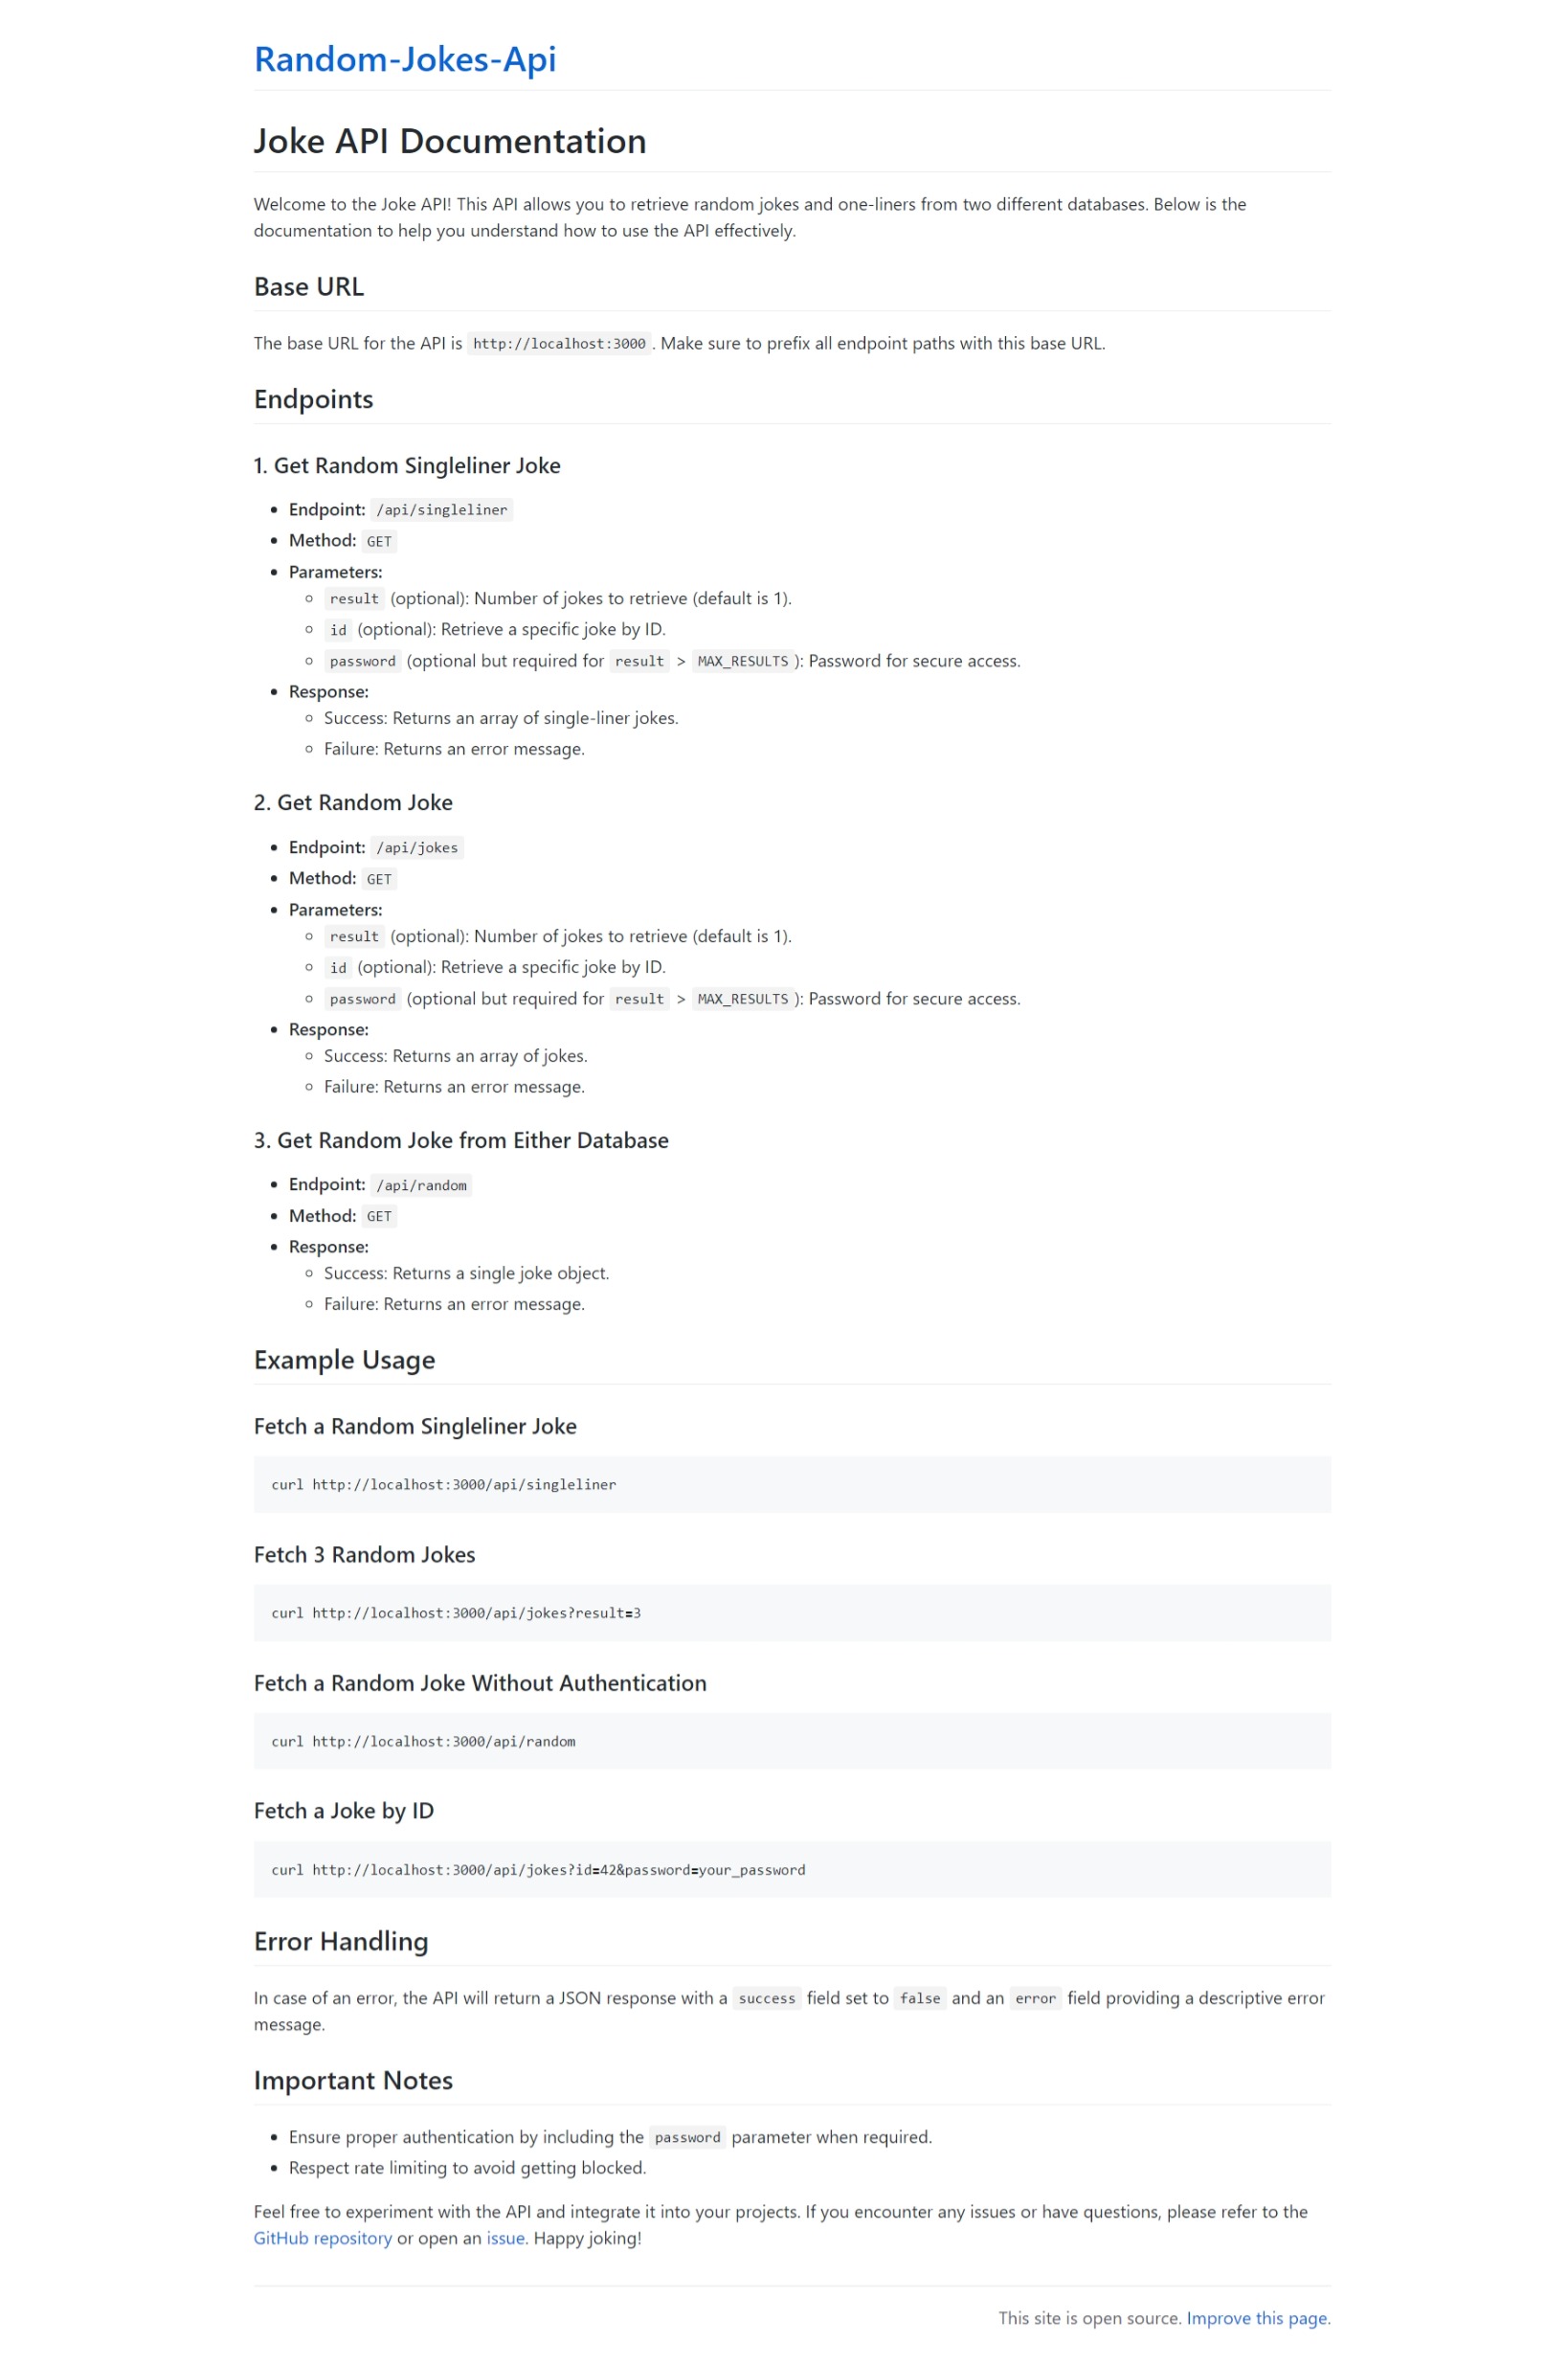 Random-Jokes-Api
Joke API Documentation
Welcome to the Joke API! This API allows you to retrieve random jokes and one-liners from two different databases. Below is the
documentation to help you understand how to use the API effectively.
Base URL
The base URL for the API is http://localhost:3000. Make sure to prefix all endpoint paths with this base URL.
Endpoints
1. Get Random Singleliner Joke
• Endpoint: /api/singleliner
• Method: GET
• Parameters:
◦ result (optional): Number of jokes to retrieve (default is 1).
◦ id (optional): Retrieve a specific joke by ID.
◦ password (optional but required for result > MAX_RESULTS): Password for secure access.
• Response:
◦ Success: Returns an array of single-liner jokes.
◦ Failure: Returns an error message.
2. Get Random Joke
• Endpoint: /api/jokes
• Method: GET
• Parameters:
◦ result (optional): Number of jokes to retrieve (default is 1).
◦ id (optional): Retrieve a specific joke by ID.
◦ password (optional but required for result > MAX_RESULTS): Password for secure access.
• Response:
◦ Success: Returns an array of jokes.
◦ Failure: Returns an error message.
3. Get Random Joke from Either Database
• Endpoint: /api/random
• Method: GET
• Response:
◦ Success: Returns a single joke object.
◦ Failure: Returns an error message.
Example Usage
Fetch a Random Singleliner Joke
curl http://localhost:3000/api/singleliner
Fetch 3 Random Jokes
curl http://localhost:3000/api/jokes?result=3
Fetch a Random Joke Without Authentication
curl http://localhost:3000/api/random
Fetch a Joke by ID
curl http://localhost:3000/api/jokes?id=42&password=your_password
Error Handling
In case of an error, the API will return a JSON response with a success field set to false and an error field providing a descriptive error
message.
Important Notes
• Ensure proper authentication by including the password parameter when required.
• Respect rate limiting to avoid getting blocked.
Feel free to experiment with the API and integrate it into your projects. If you encounter any issues or have questions, please refer to the
GitHub repository or open an issue. Happy joking!
This site is open source. Improve this page.